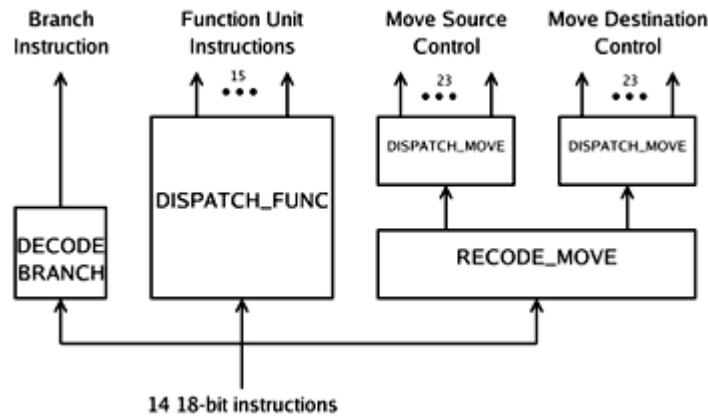 Branch
Instruction
Function Unit
Instructions
Move Source
Control
Move Destination
Control
15
23
23
DISPATCH_MOVE
DISPATCH_MOVE
DISPATCH_FUNC
DECODE
BRANCH
RECODE_MOVE
14 18-bit instructions